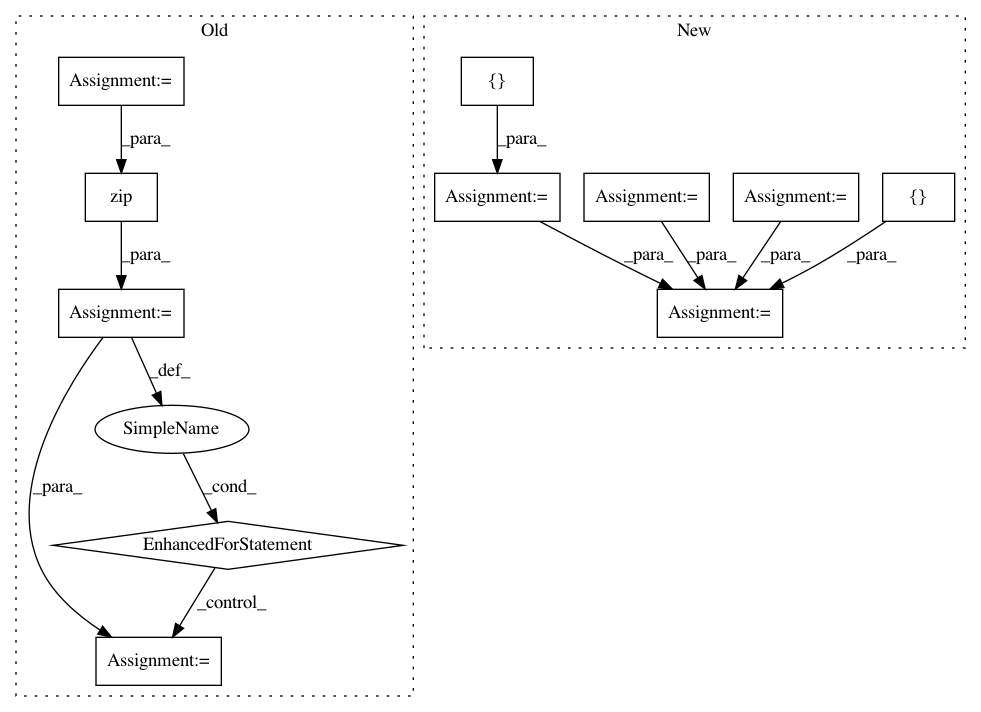 Old
New
Assignment:=
{}
_para_
_para_
zip
Assignment:=
Assignment:=
Assignment:=
{}
_para_
_para_
_para_
_para_
_para_
Assignment:=
Assignment:=
_def_
SimpleName
_para_
_cond_
EnhancedForStatement
_control_
Assignment:=